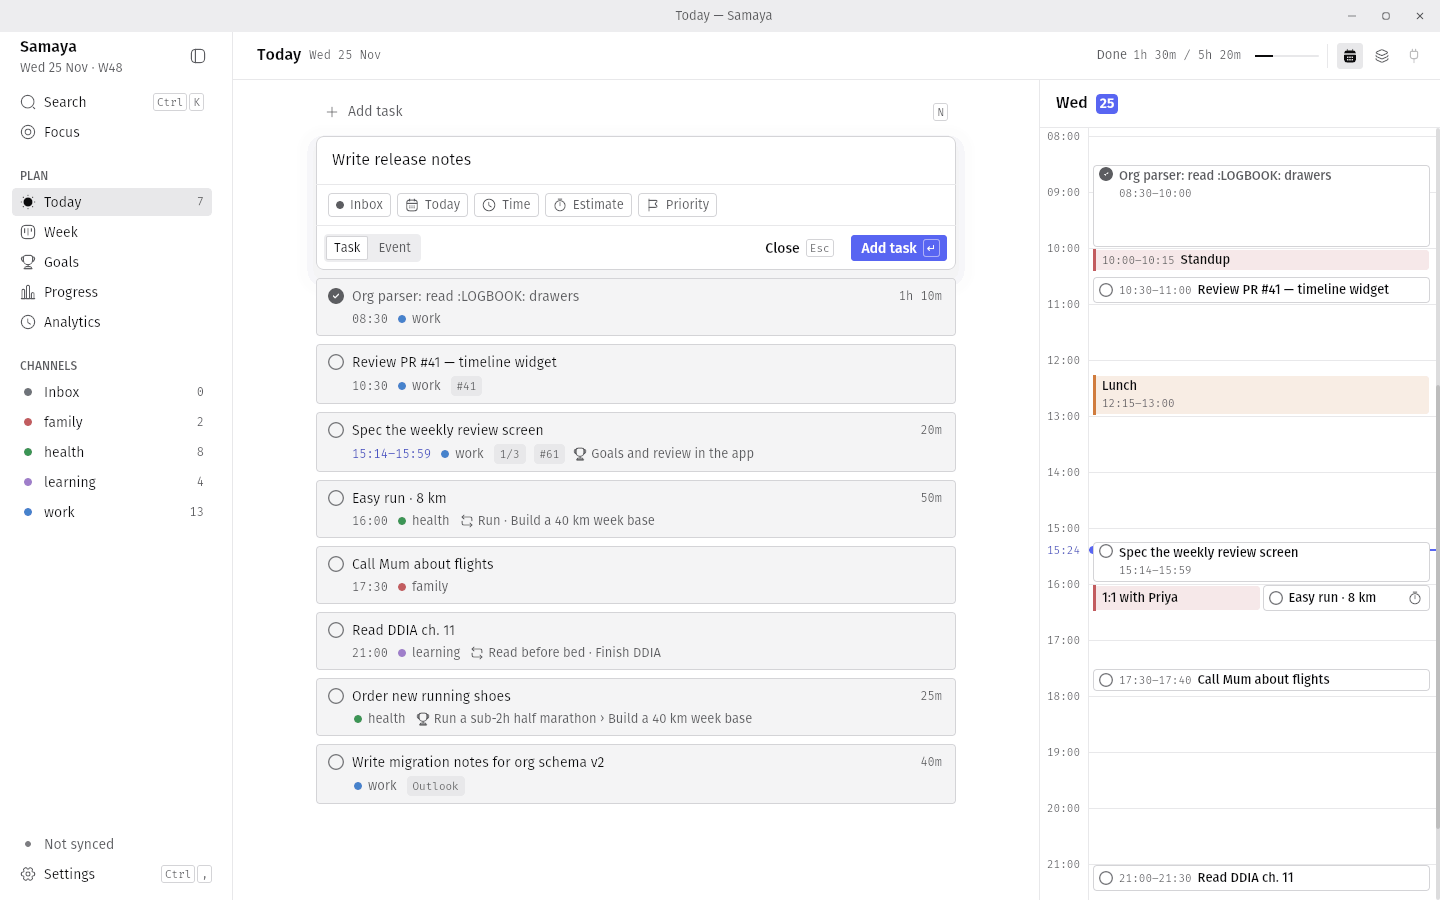 Today — Samaya
Samaya
Wed 25 Nov · W48
Search Ctrl K
Focus
PLAN
Today 7
Week
Goals
Progress
Analytics
CHANNELS
Inbox 0
family 2
health 8
learning 4
work 13
Not synced
Settings Ctrl ,
Today Wed 25 Nov
Done 1h 30m / 5h 20m
Add task N
Write release notes
Inbox Today Time Estimate Priority
Task Event Close Esc Add task ↵
Org parser: read :LOGBOOK: drawers 1h 10m
08:30 work
Review PR #41 — timeline widget
10:30 work #41
Spec the weekly review screen 20m
15:14–15:59 work 1/3 #61 Goals and review in the app
Easy run · 8 km 50m
16:00 health Run · Build a 40 km week base
Call Mum about flights
17:30 family
Read DDIA ch. 11
21:00 learning Read before bed · Finish DDIA
Order new running shoes 25m
health Run a sub-2h half marathon › Build a 40 km week base
Write migration notes for org schema v2 40m
work Outlook
Wed 25
08:00
Org parser: read :LOGBOOK: drawers
09:00 08:30–10:00
10:00
10:00–10:15 Standup
10:30–11:00 Review PR #41 — timeline widget
11:00
12:00
Lunch
12:15–13:00
13:00
14:00
15:00
15:24 Spec the weekly review screen
15:14–15:59
16:00
1:1 with Priya Easy run · 8 km
17:00
17:30–17:40 Call Mum about flights
18:00
19:00
20:00
21:00
21:00–21:30 Read DDIA ch. 11